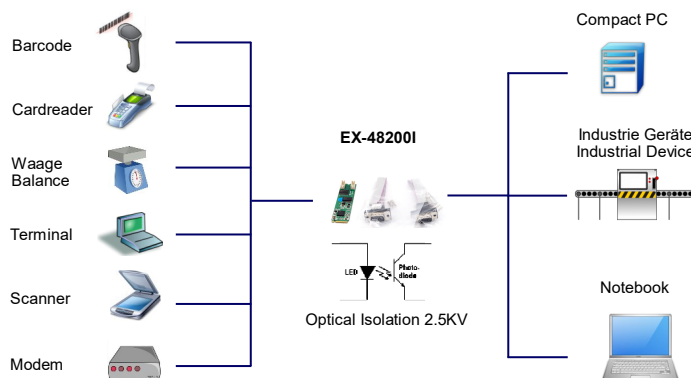 Barcode
Cardreader
Waage
Balance
Terminal
Scanner
Modem
EX-48200I
LED
Photo-
diode
Optical Isolation 2.5KV
Compact PC
Industrie Geräte
Industrial Device
Notebook